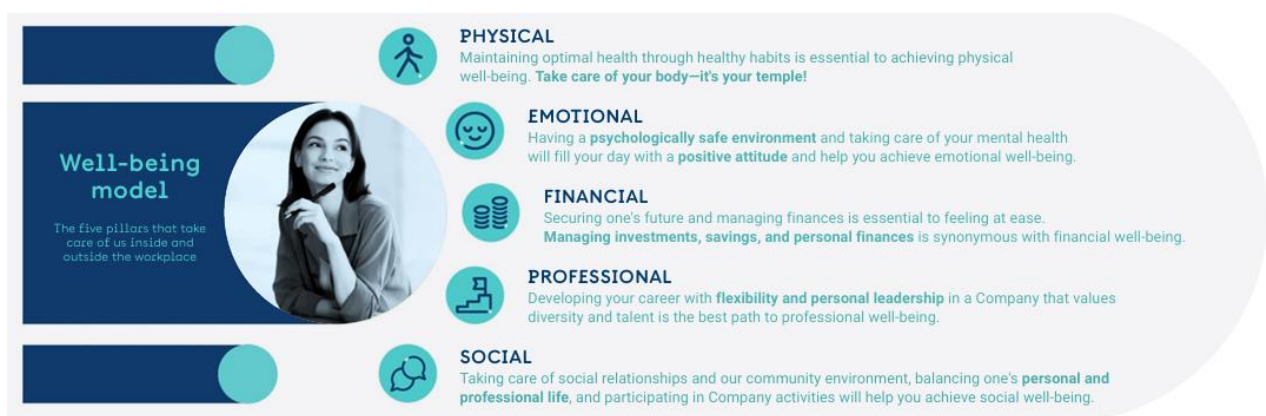 Well-being
model
The five pillars that take
care of us inside and
outside the workplace
PHYSICAL
Maintaining optimal health through healthy habits is essential to achieving physical
well-being. Take care of your body—it's your temple!
EMOTIONAL
Having a psychologically safe environment and taking care of your mental health
will fill your day with a positive attitude and help you achieve emotional well-being.
FINANCIAL
Securing one's future and managing finances is essential to feeling at ease.
Managing investments, savings, and personal finances is synonymous with financial well-being.
PROFESSIONAL
Developing your career with flexibility and personal leadership in a Company that values
diversity and talent is the best path to professional well-being.
SOCIAL
Taking care of social relationships and our community environment, balancing one's personal and
professional life, and participating in Company activities will help you achieve social well-being.